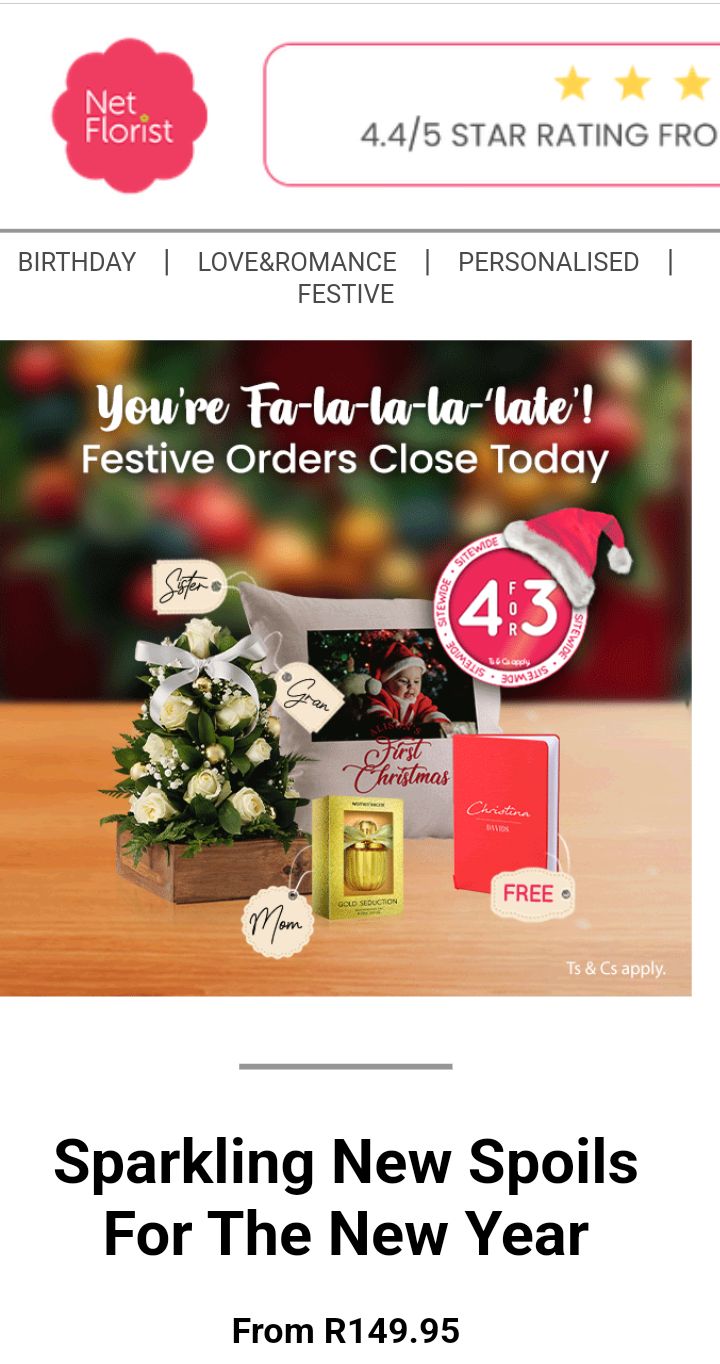 Net
Florist
4.4/5 STAR RATING FRO
BIRTHDAY | LOVE&ROMANCE | PERSONALISED |
FESTIVE
You're Fa-la-la-la-'late'!
Festive Orders Close Today
Sister
SITEWIDE • SITEWIDE • SITEWIDE • SITEWIDE • SITEWIDE
4 FOR 3
Ts & Cs apply
Gran
First
Christmas
Christina
DAVIDS
WOMEN'SECRET
GOLD SEDUCTION
FREE
Mom
Ts & Cs apply.
Sparkling New Spoils
For The New Year
From R149.95